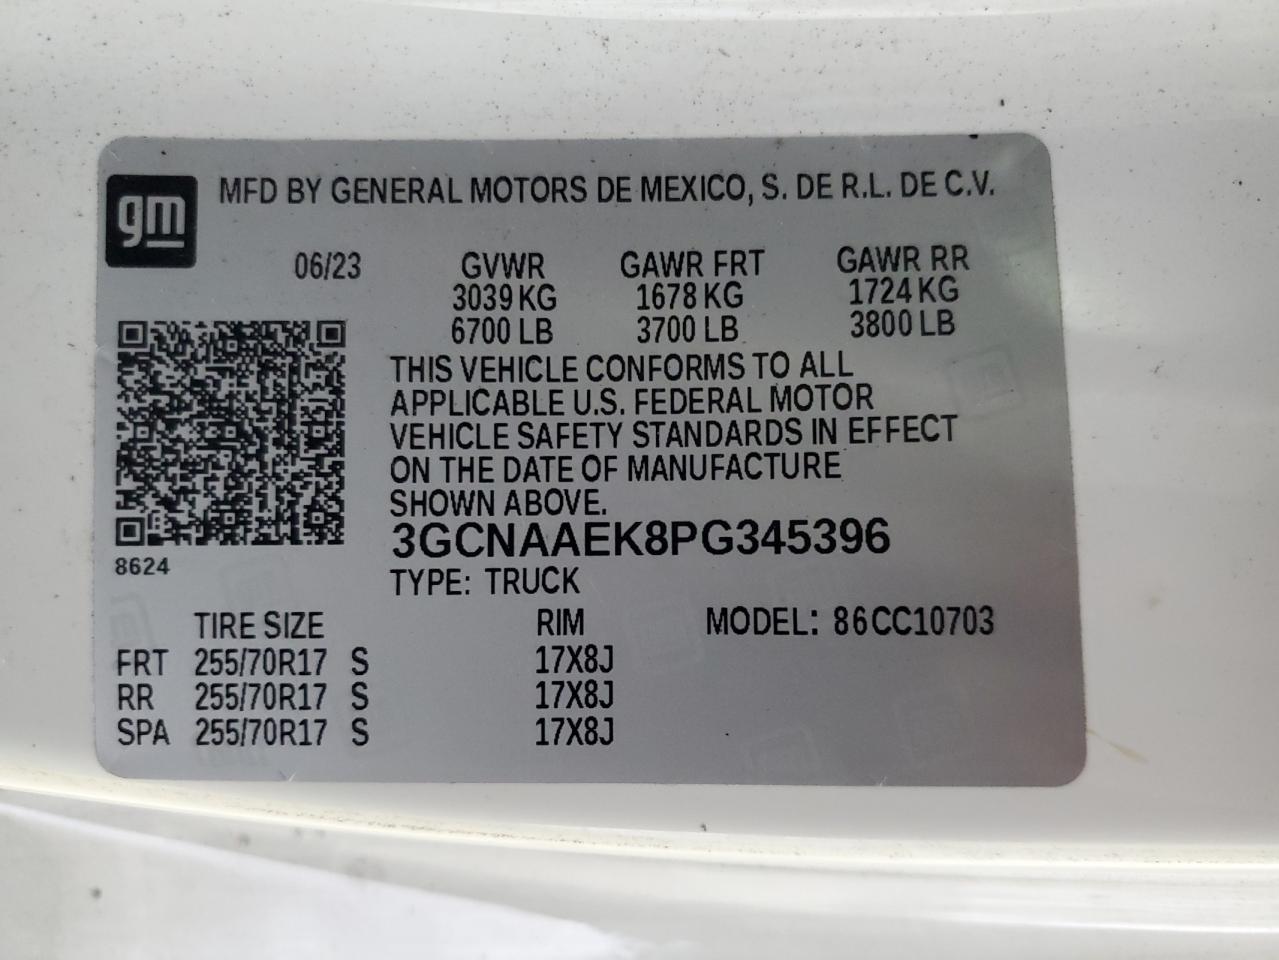 gm
MFD BY GENERAL MOTORS DE MEXICO, S. DE R.L. DE C.V.
06/23 GVWR GAWR FRT GAWR RR
3039 KG 1678 KG 1724 KG
6700 LB 3700 LB 3800 LB
THIS VEHICLE CONFORMS TO ALL
APPLICABLE U.S. FEDERAL MOTOR
VEHICLE SAFETY STANDARDS IN EFFECT
ON THE DATE OF MANUFACTURE
SHOWN ABOVE.
3GCNAAEK8PG345396
8624
TYPE: TRUCK
TIRE SIZE RIM MODEL: 86CC10703
FRT 255/70R17 S 17X8J
RR 255/70R17 S 17X8J
SPA 255/70R17 S 17X8J